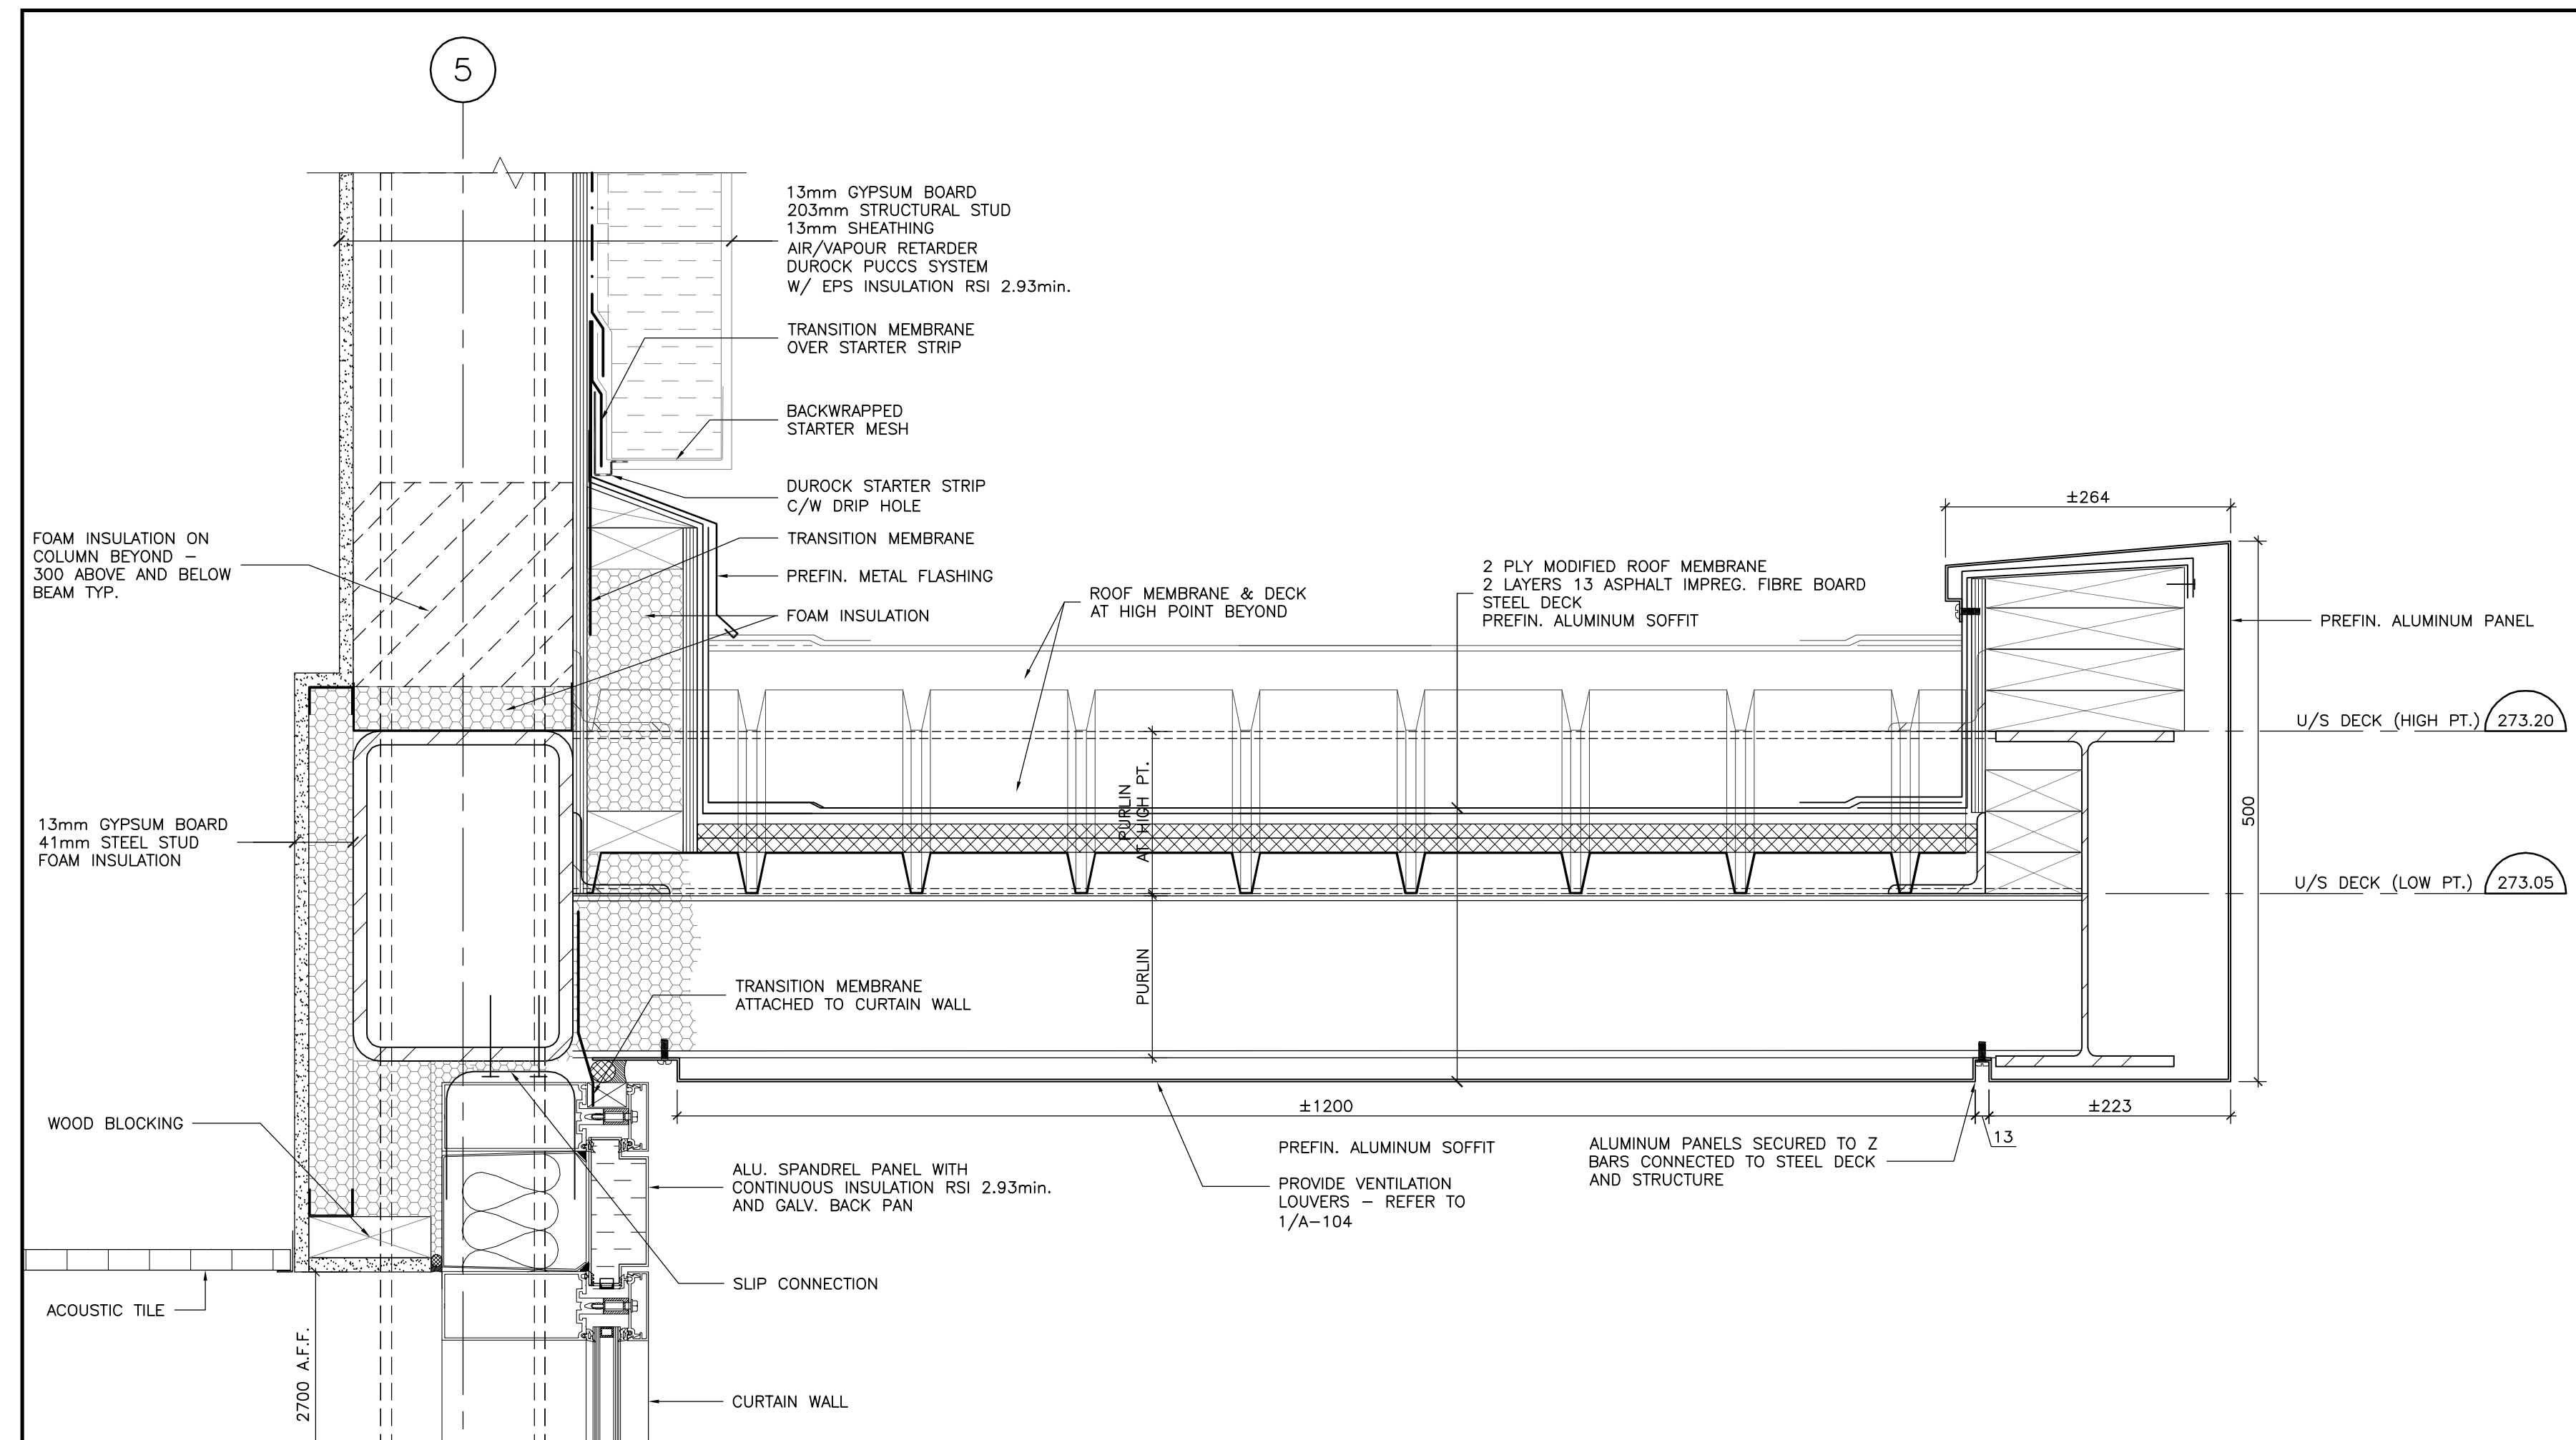 5
13mm GYPSUM BOARD
203mm STRUCTURAL STUD
13mm SHEATHING
AIR/VAPOUR RETARDER
DUROCK PUCCS SYSTEM
W/ EPS INSULATION RSI 2.93min.
TRANSITION MEMBRANE
OVER STARTER STRIP
BACKWRAPPED
STARTER MESH
DUROCK STARTER STRIP
C/W DRIP HOLE
TRANSITION MEMBRANE
PREFIN. METAL FLASHING
FOAM INSULATION
FOAM INSULATION ON
COLUMN BEYOND –
300 ABOVE AND BELOW
BEAM TYP.
ROOF MEMBRANE & DECK
AT HIGH POINT BEYOND
2 PLY MODIFIED ROOF MEMBRANE
2 LAYERS 13 ASPHALT IMPREG. FIBRE BOARD
STEEL DECK
PREFIN. ALUMINUM SOFFIT
±264
PREFIN. ALUMINUM PANEL
U/S DECK (HIGH PT.) 273.20
500
U/S DECK (LOW PT.) 273.05
PURLIN
AT HIGH PT.
PURLIN
13mm GYPSUM BOARD
41mm STEEL STUD
FOAM INSULATION
TRANSITION MEMBRANE
ATTACHED TO CURTAIN WALL
±1200
±223
13
WOOD BLOCKING
ALU. SPANDREL PANEL WITH
CONTINUOUS INSULATION RSI 2.93min.
AND GALV. BACK PAN
PREFIN. ALUMINUM SOFFIT
PROVIDE VENTILATION
LOUVERS – REFER TO
1/A–104
ALUMINUM PANELS SECURED TO Z
BARS CONNECTED TO STEEL DECK
AND STRUCTURE
SLIP CONNECTION
ACOUSTIC TILE
2700 A.F.F.
CURTAIN WALL